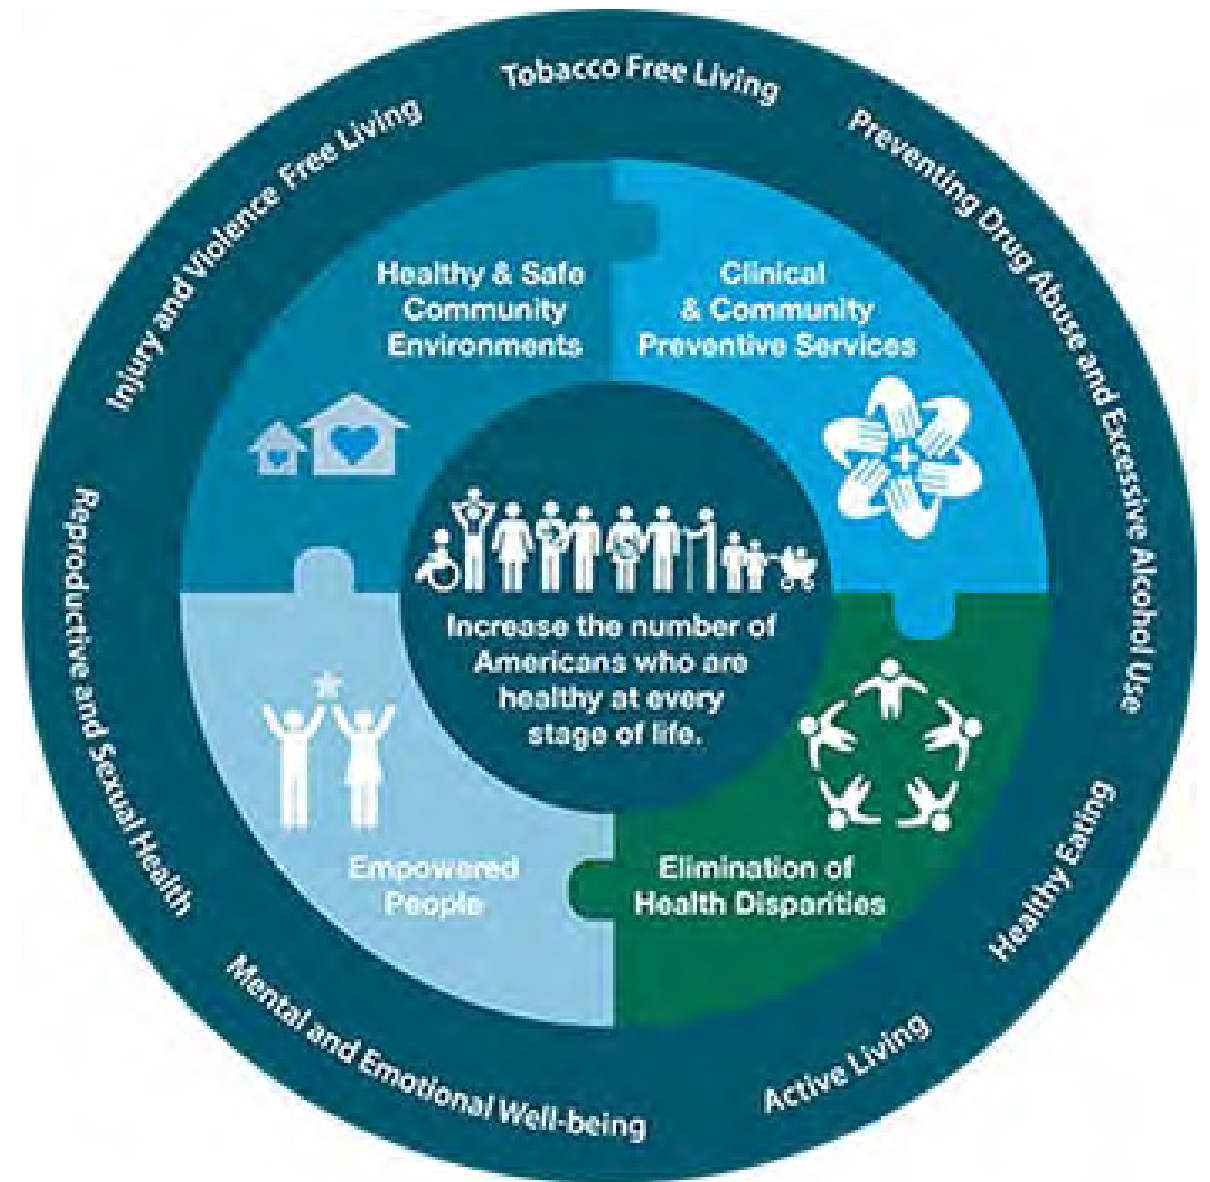 Tobacco Free Living
Preventing Drug Abuse and Excessive Alcohol Use
Healthy Eating
Active Living
Mental and Emotional Well-being
Reproductive and Sexual Health
Injury and Violence Free Living
Healthy & Safe
Community
Environments
Clinical
& Community
Preventive Services
Increase the number of
Americans who are
healthy at every
stage of life.
Empowered
People
Elimination of
Health Disparities